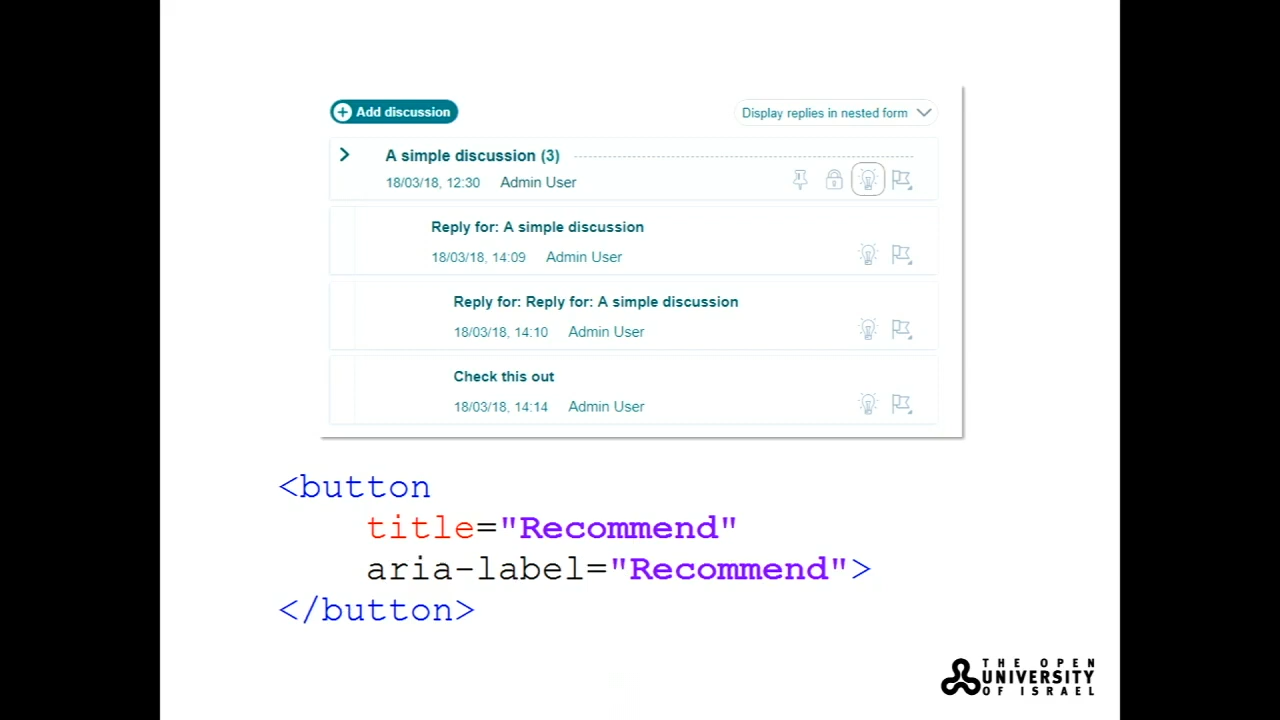 Add discussion
Display replies in nested form
A simple discussion (3)
18/03/18, 12:30 Admin User
Reply for: A simple discussion
18/03/18, 14:09 Admin User
Reply for: Reply for: A simple discussion
18/03/18, 14:10 Admin User
Check this out
18/03/18, 14:14 Admin User
<button
title="Recommend"
aria-label="Recommend">
</button>
THE OPEN
UNIVERSITY
OF ISRAEL